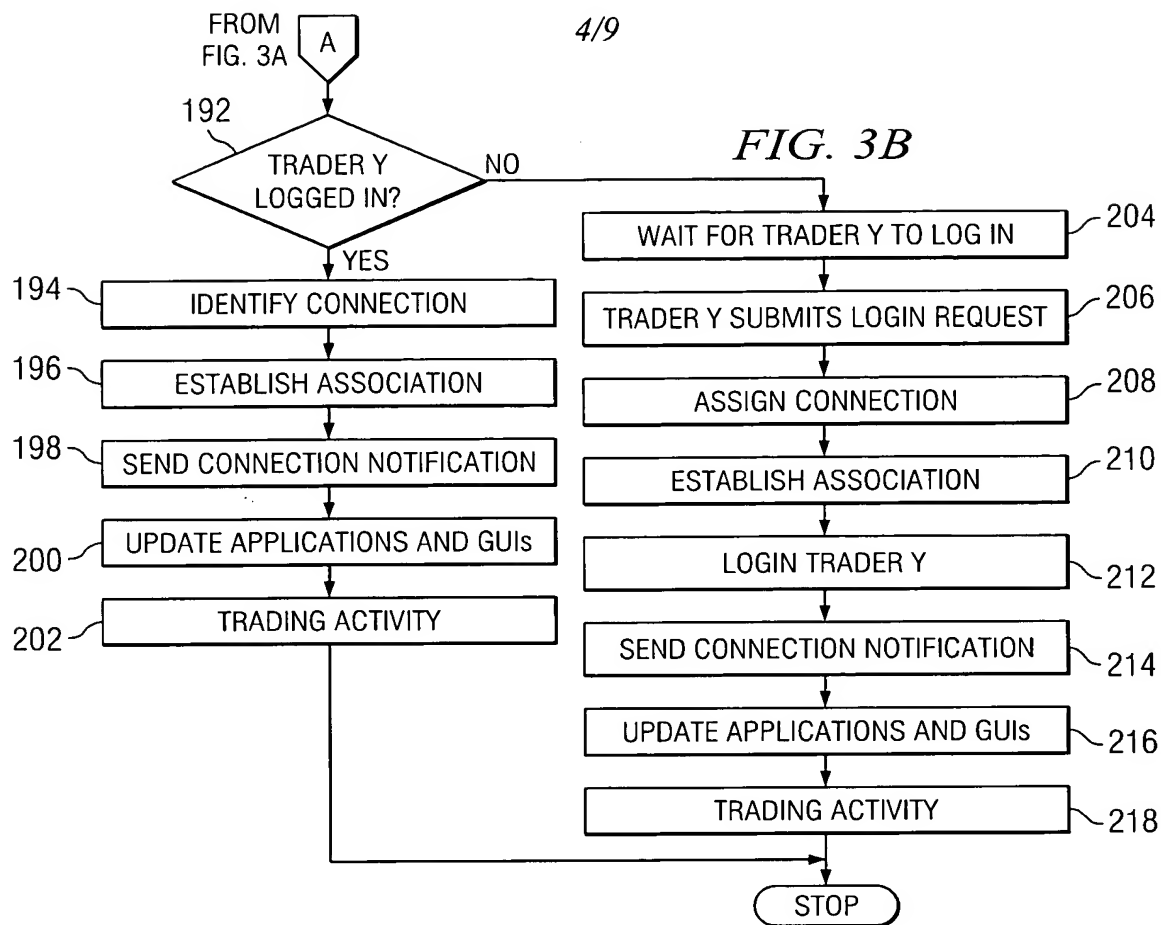 4/9
FROM
FIG. 3A
A
192
TRADER Y
LOGGED IN?
NO
YES
FIG. 3B
194
IDENTIFY CONNECTION
196
ESTABLISH ASSOCIATION
198
SEND CONNECTION NOTIFICATION
200
UPDATE APPLICATIONS AND GUIs
202
TRADING ACTIVITY
WAIT FOR TRADER Y TO LOG IN
204
TRADER Y SUBMITS LOGIN REQUEST
206
ASSIGN CONNECTION
208
ESTABLISH ASSOCIATION
210
LOGIN TRADER Y
212
SEND CONNECTION NOTIFICATION
214
UPDATE APPLICATIONS AND GUIs
216
TRADING ACTIVITY
218
STOP